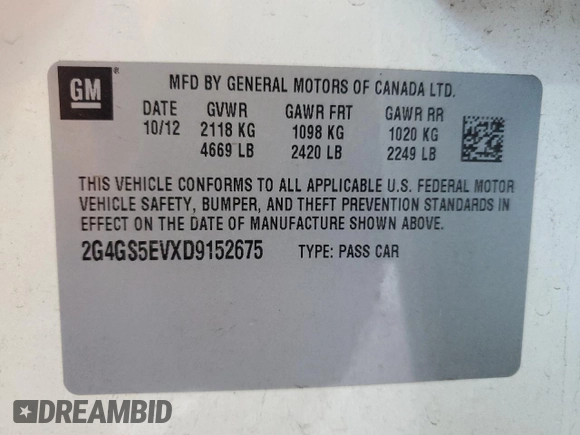 GM ®
MFD BY GENERAL MOTORS OF CANADA LTD.
DATE GVWR GAWR FRT GAWR RR
10/12 2118 KG 1098 KG 1020 KG
4669 LB 2420 LB 2249 LB
THIS VEHICLE CONFORMS TO ALL APPLICABLE U.S. FEDERAL MOTOR
VEHICLE SAFETY, BUMPER, AND THEFT PREVENTION STANDARDS IN
EFFECT ON THE DATE OF MANUFACTURE SHOWN ABOVE.
2G4GS5EVXD9152675 TYPE: PASS CAR
DREAMBID